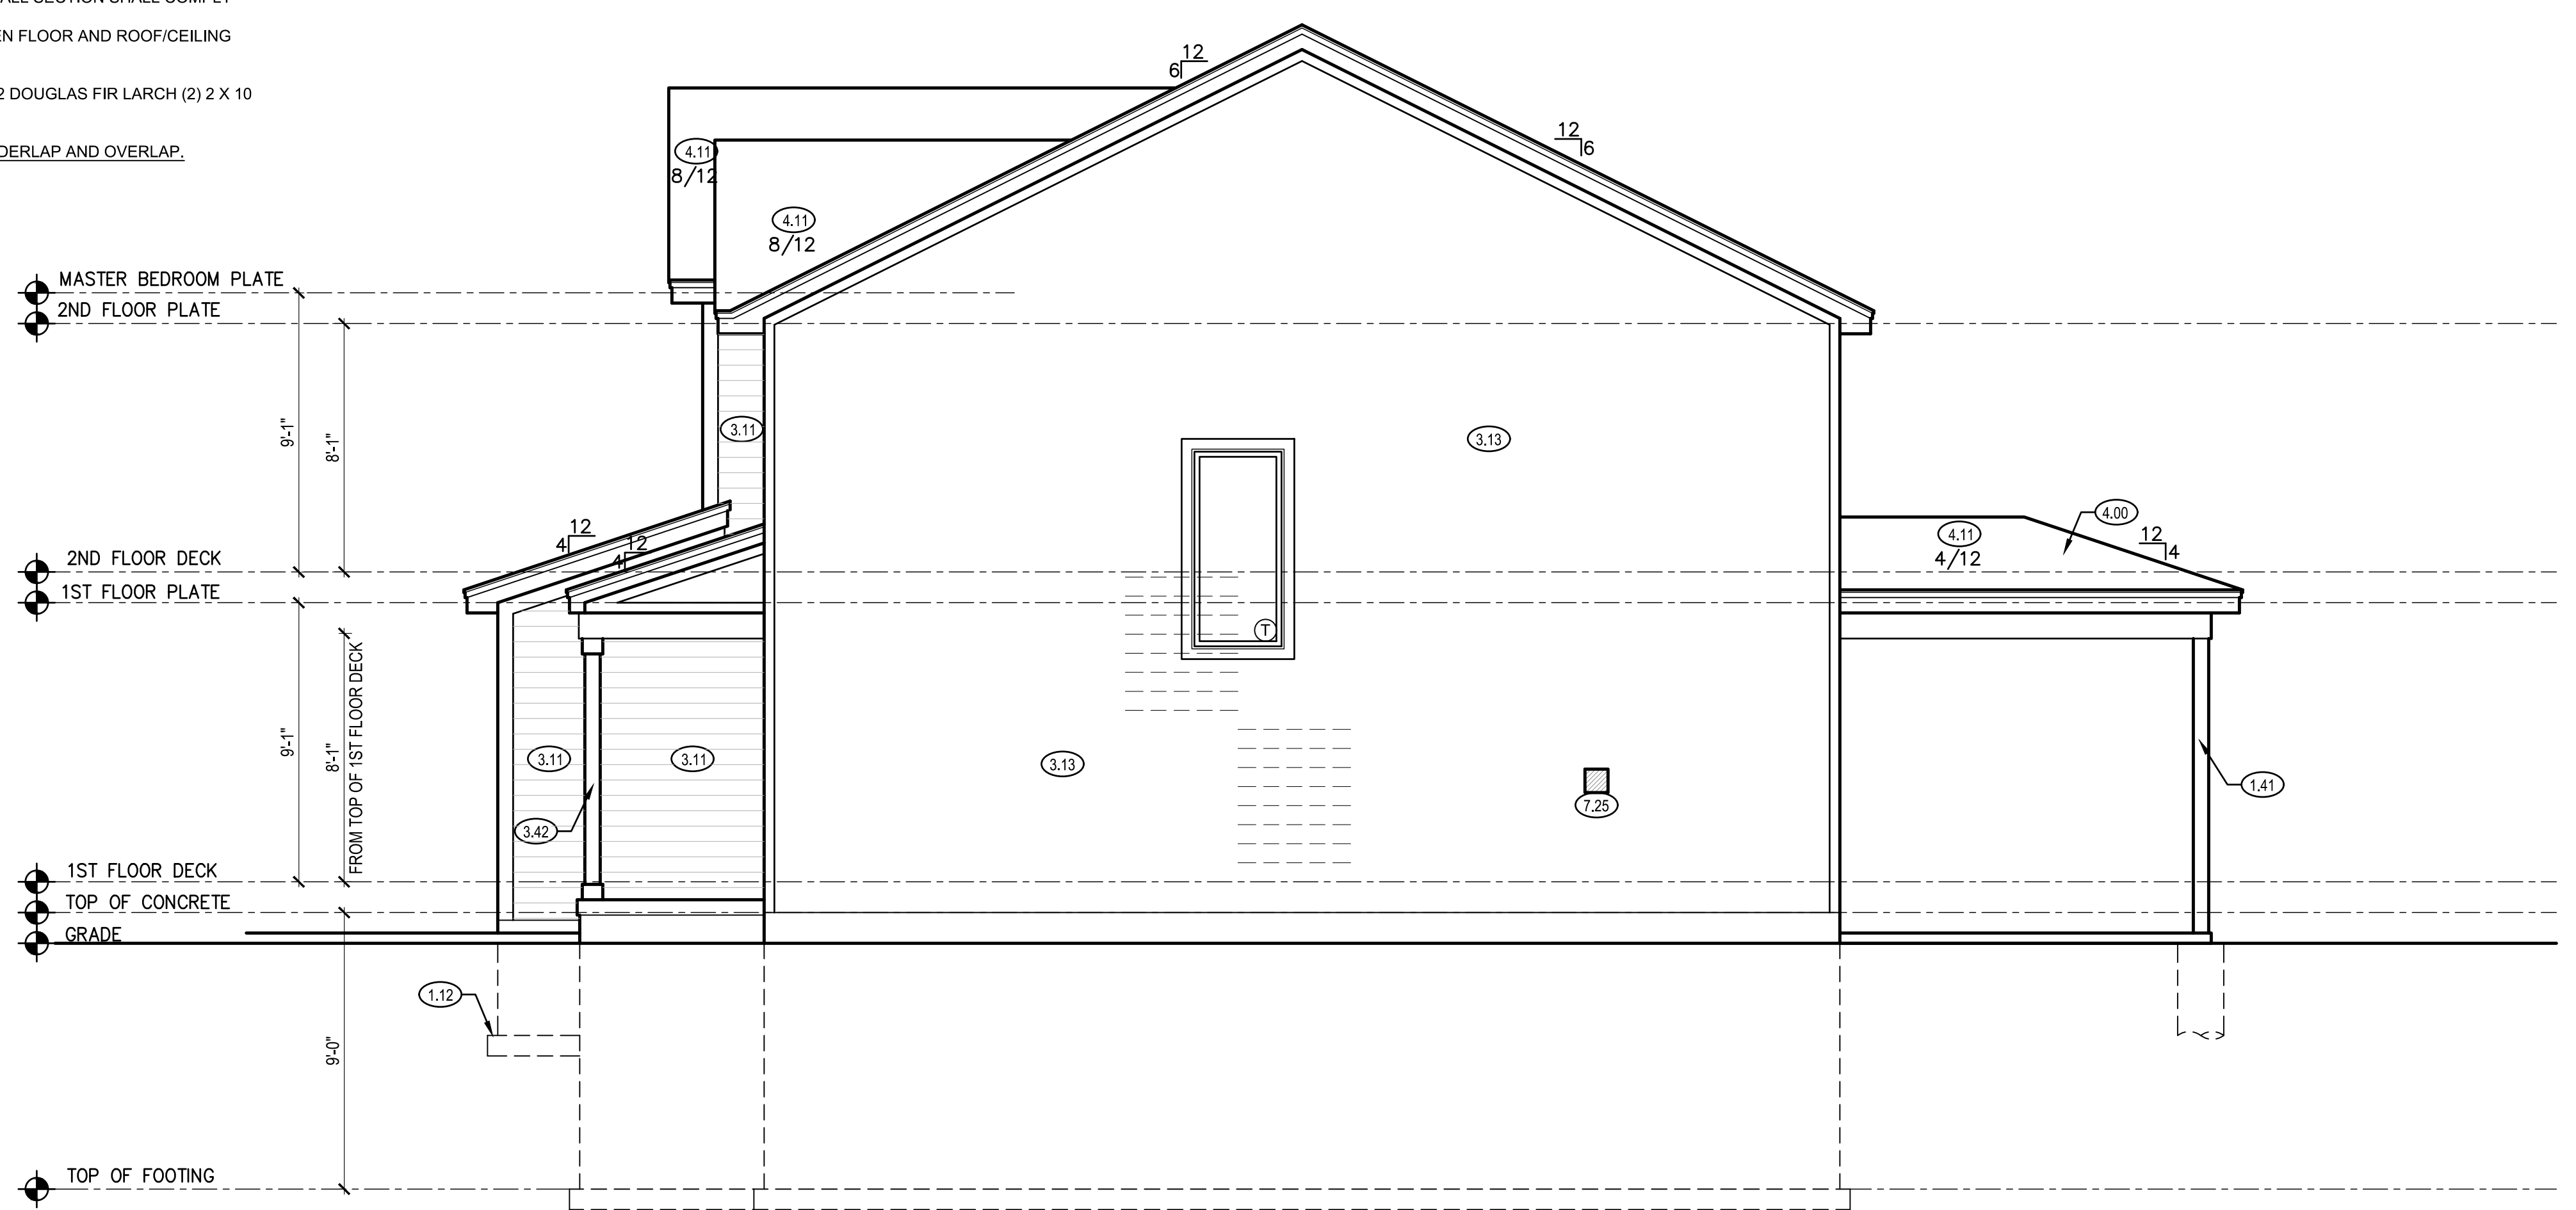 ALL SECTION SHALL COMPLY
EN FLOOR AND ROOF/CEILING
2 DOUGLAS FIR LARCH (2) 2 X 10
DERLAP AND OVERLAP.
12
6
12
6
4.11
8/12
4.11
8/12
MASTER BEDROOM PLATE
2ND FLOOR PLATE
9'-1"
8'-1"
3.11
3.13
12
4
12
4
4.00
4.11
4/12
12
4
2ND FLOOR DECK
1ST FLOOR PLATE
T
9'-1"
8'-1"
FROM TOP OF 1ST FLOOR DECK
3.11
3.11
3.13
3.42
7.25
1.41
1ST FLOOR DECK
TOP OF CONCRETE
GRADE
1.12
9'-0"
TOP OF FOOTING